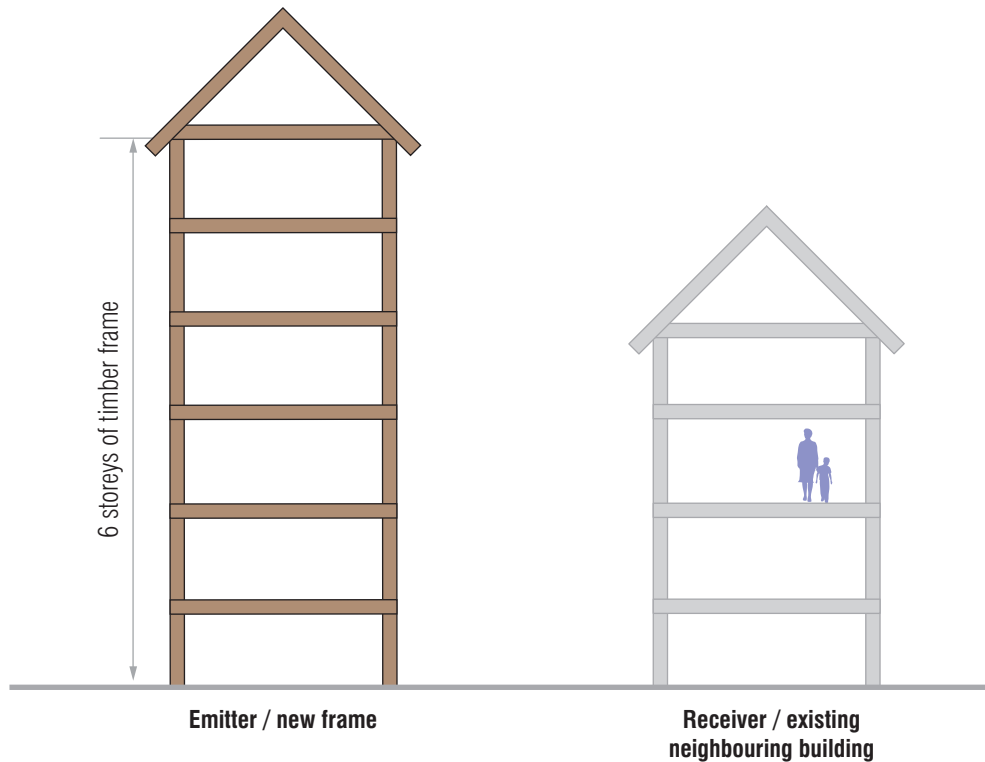 6 storeys of timber frame
Emitter / new frame
Receiver / existing
neighbouring building